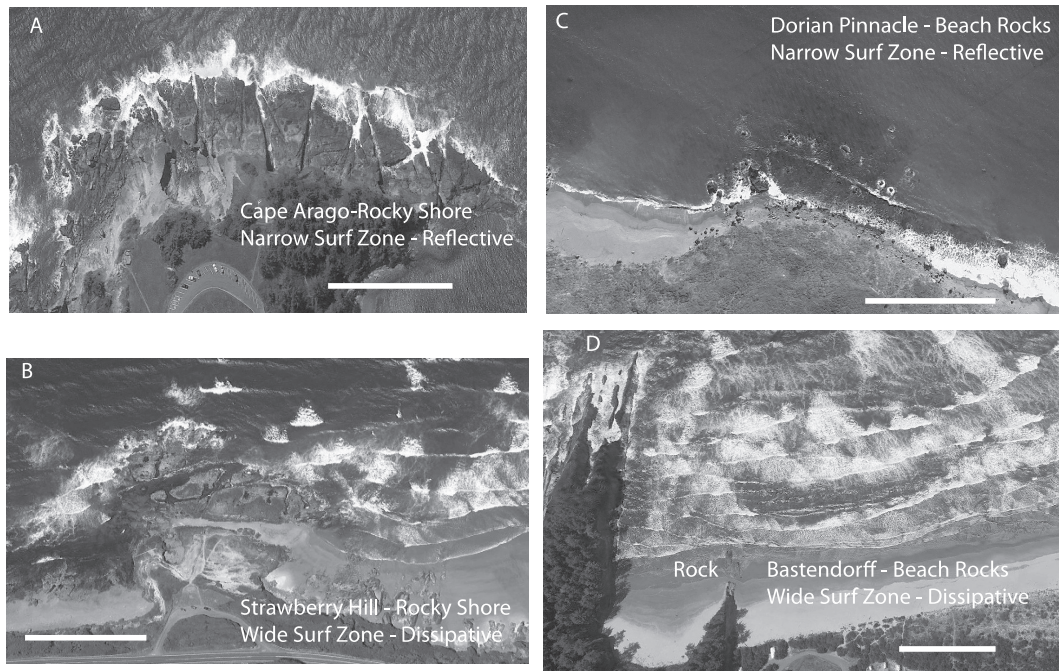 A
Cape Arago-Rocky Shore
Narrow Surf Zone - Reflective
C
Dorian Pinnacle - Beach Rocks
Narrow Surf Zone - Reflective
B
Strawberry Hill - Rocky Shore
Wide Surf Zone - Dissipative
D
Rock
Bastendorff - Beach Rocks
Wide Surf Zone - Dissipative